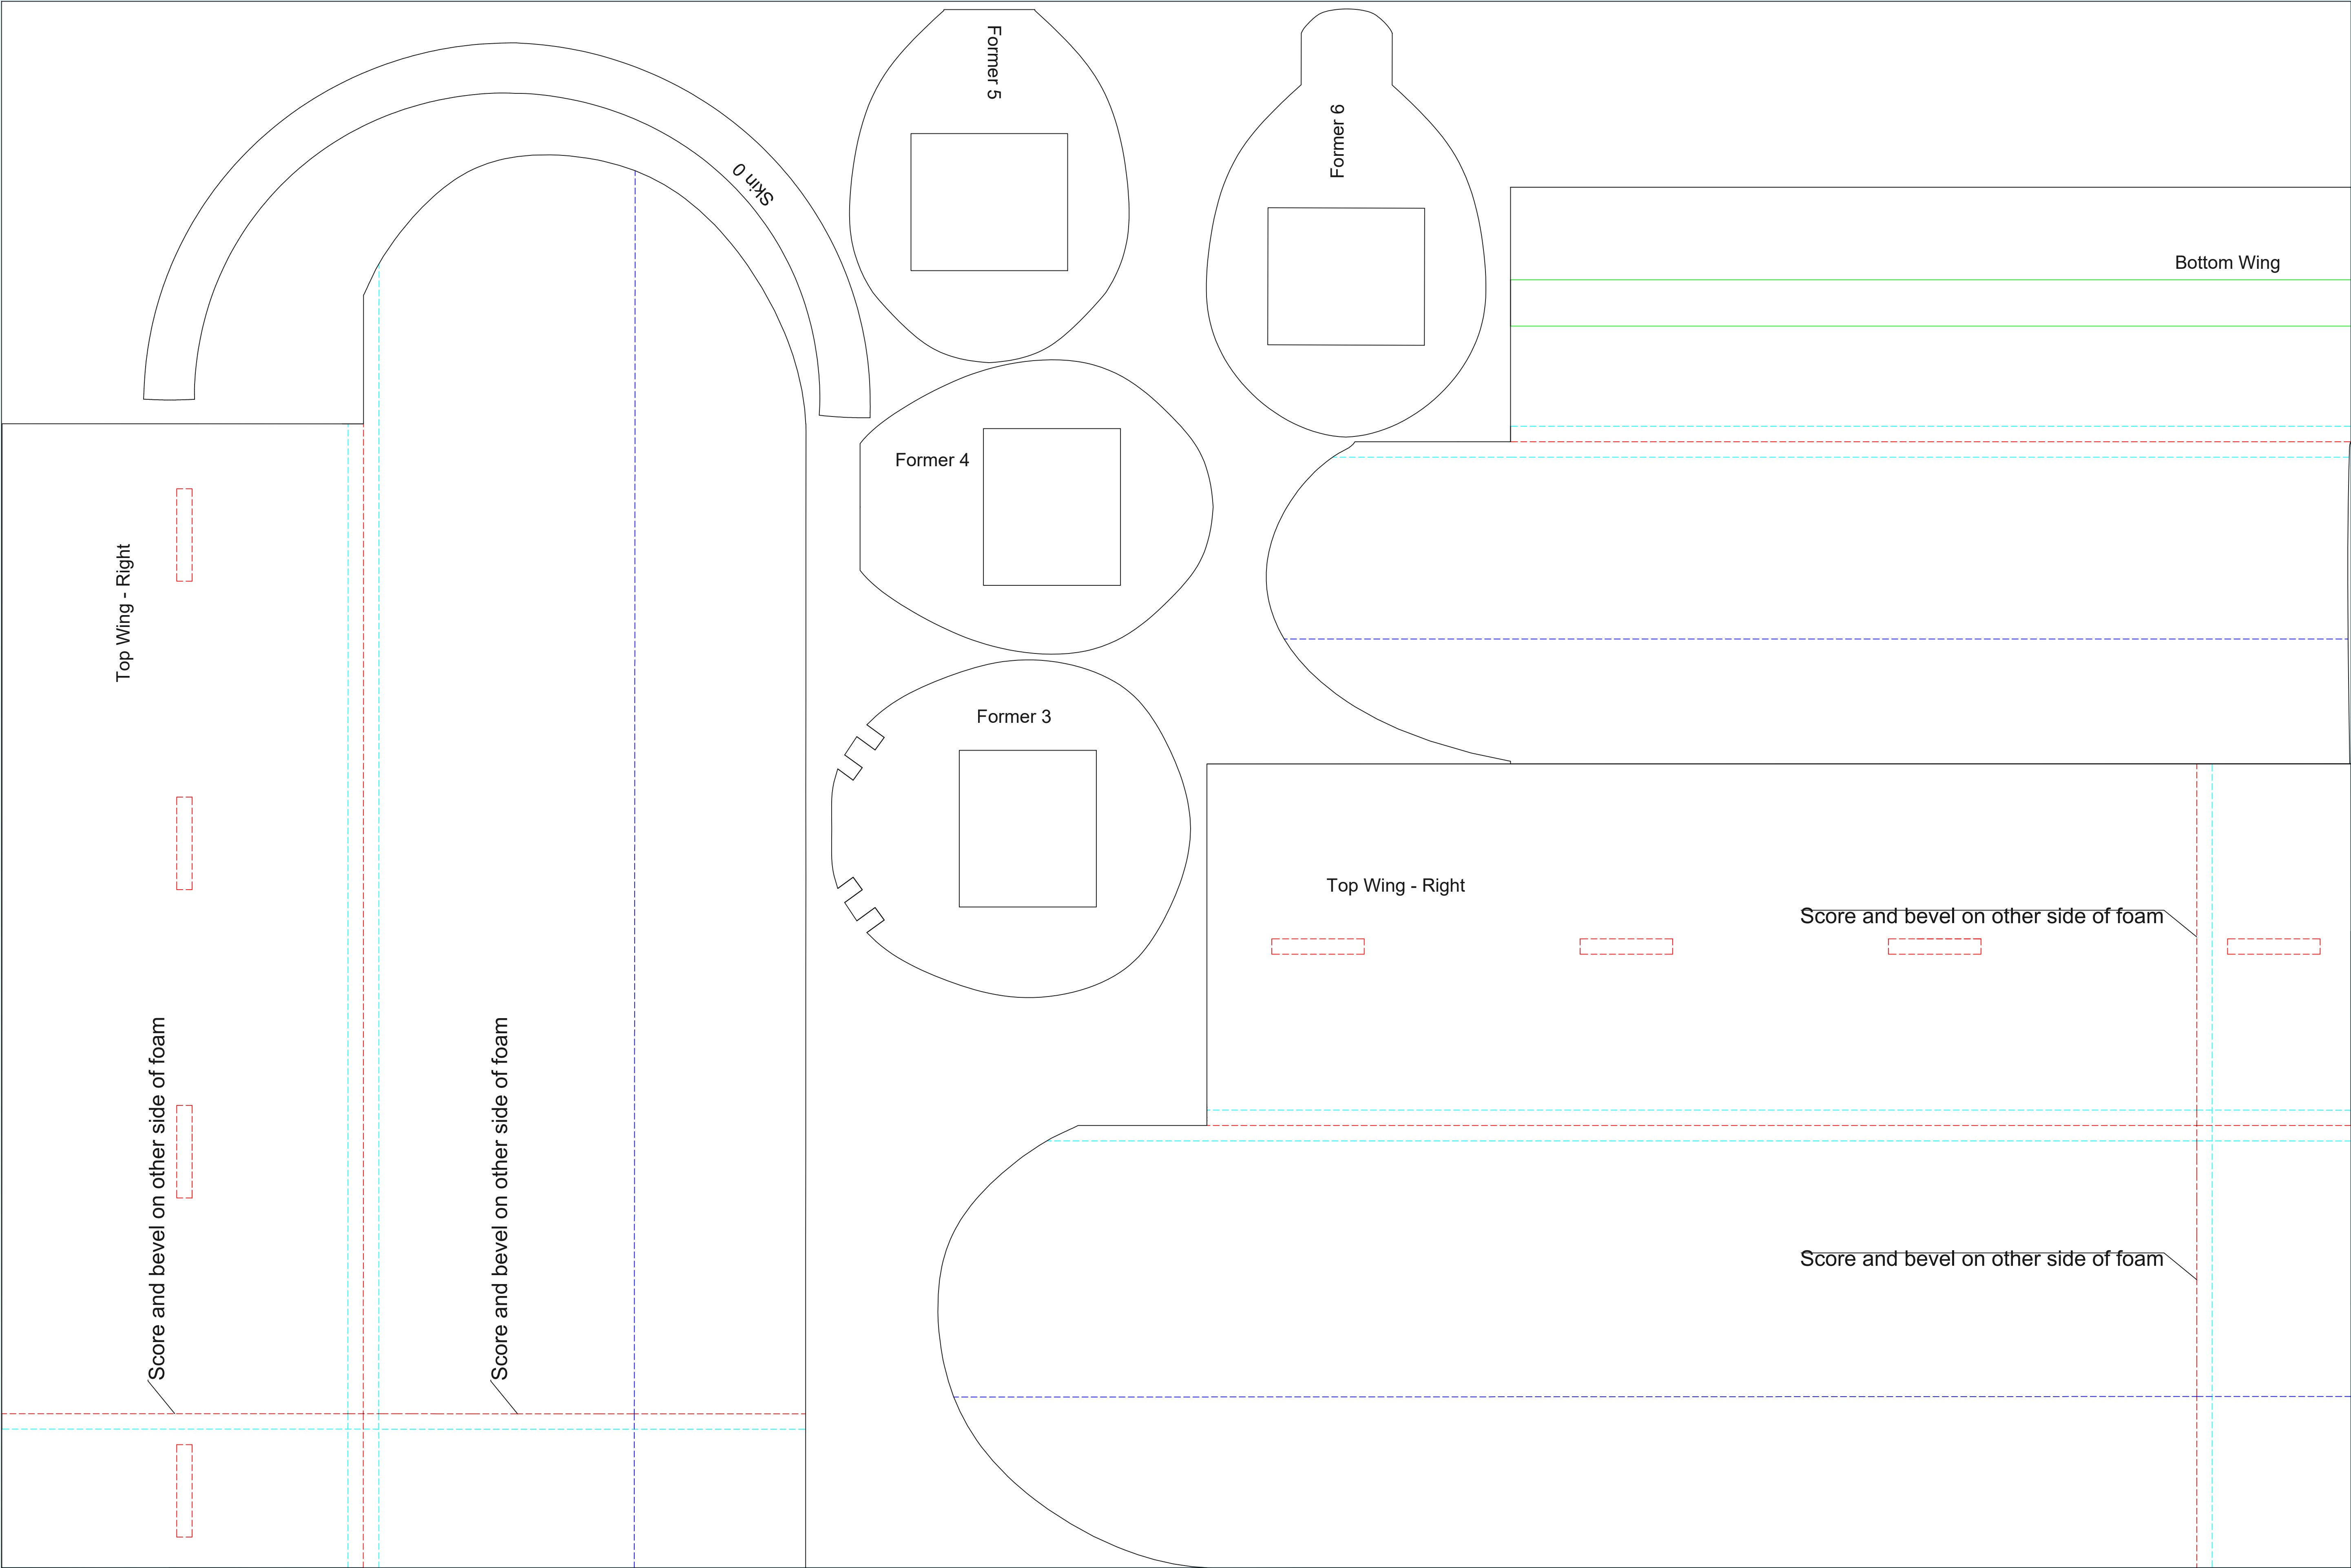 Former 5
Former 6
Skin 0
Bottom Wing
Former 4
Top Wing - Right
Former 3
Top Wing - Right
Score and bevel on other side of foam
Score and bevel on other side of foam
Score and bevel on other side of foam
Score and bevel on other side of foam